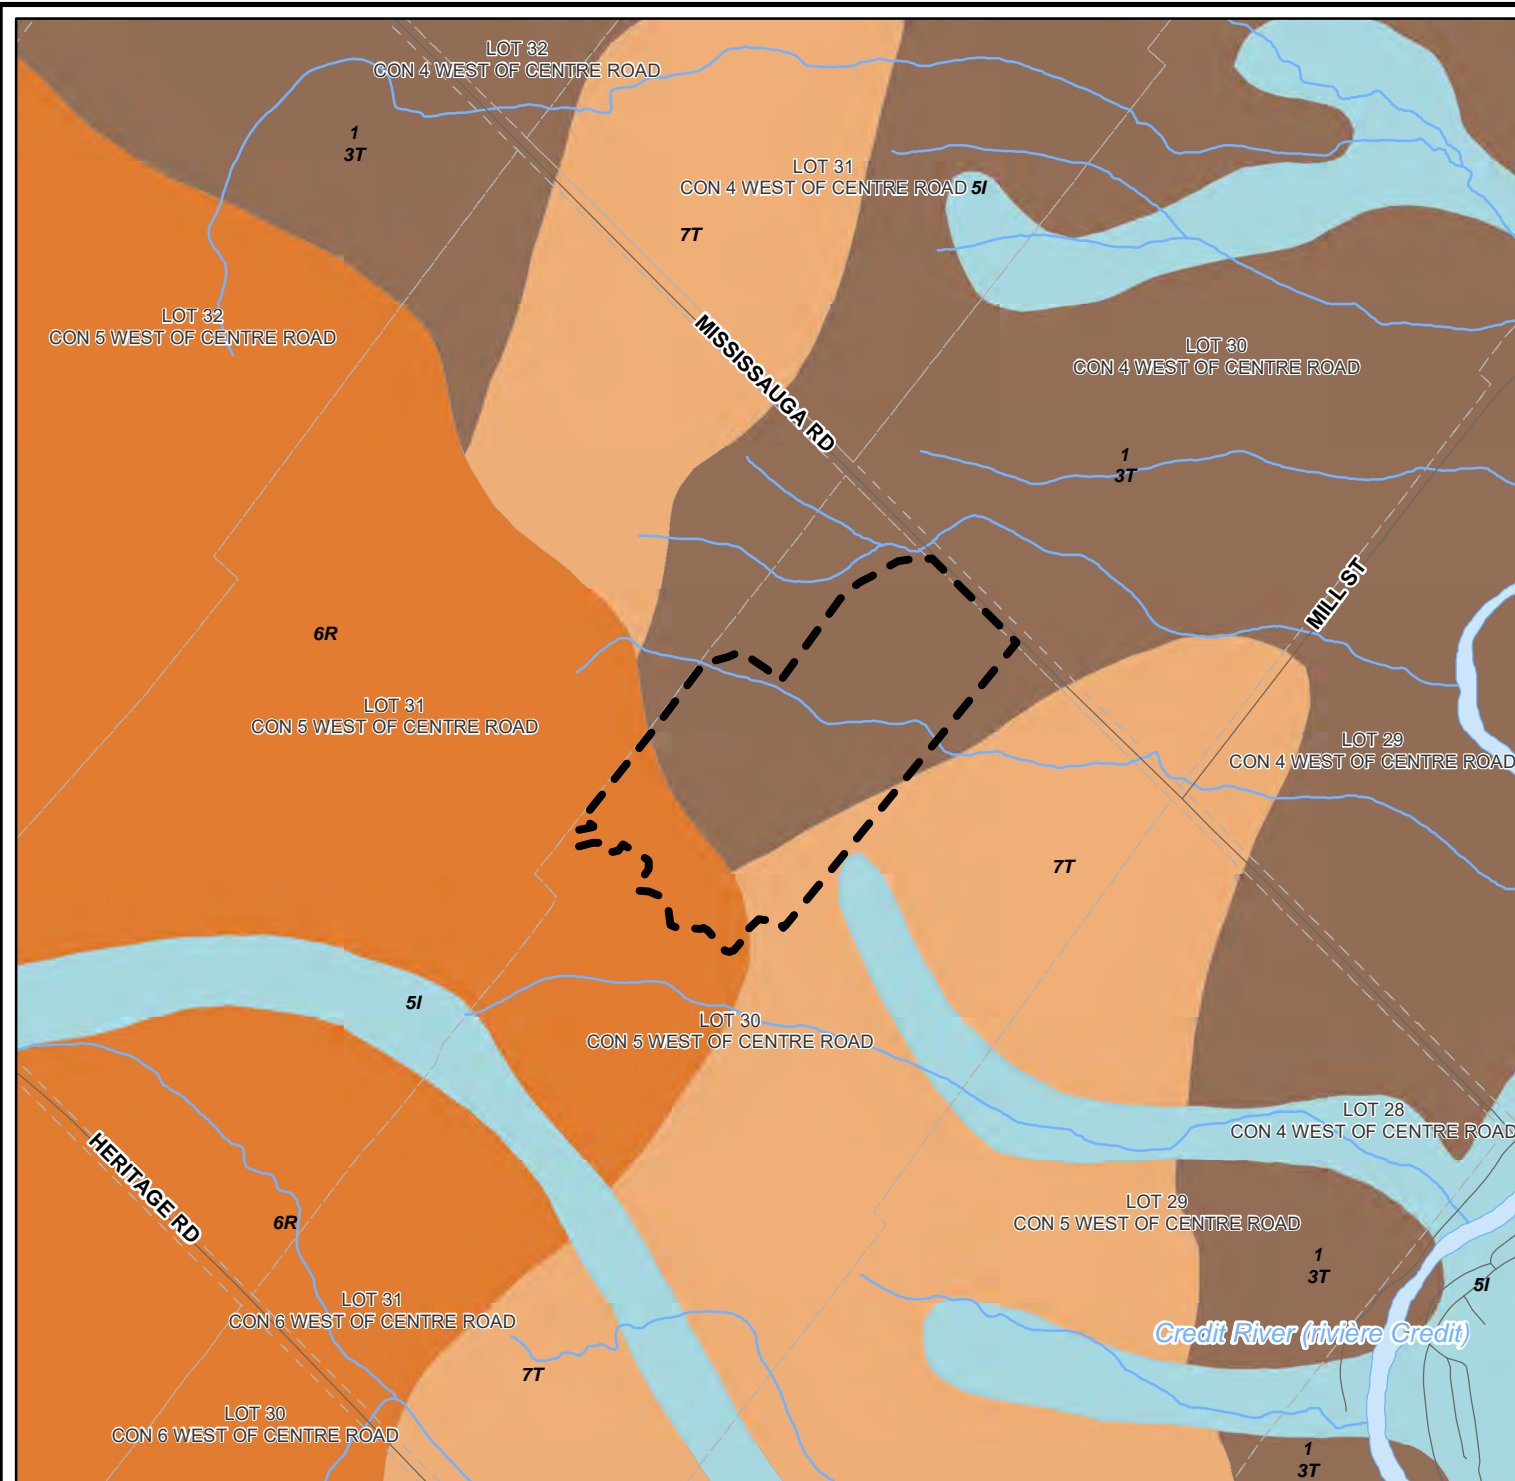 LOT 32
CON 4 WEST OF CENTRE ROAD
1
3T
LOT 31
CON 4 WEST OF CENTRE ROAD
5I
7T
LOT 32
CON 5 WEST OF CENTRE ROAD
MISSISSAUGA RD
LOT 30
CON 4 WEST OF CENTRE ROAD
1
3T
MILL ST
6R
LOT 31
CON 5 WEST OF CENTRE ROAD
LOT 29
CON 4 WEST OF CENTRE ROAD
7T
5I
LOT 30
CON 5 WEST OF CENTRE ROAD
LOT 28
CON 4 WEST OF CENTRE ROAD
HERITAGE RD
6R
LOT 29
CON 5 WEST OF CENTRE ROAD
1
3T
5I
LOT 31
CON 6 WEST OF CENTRE ROAD
Credit River (rivière Credit)
7T
LOT 30
CON 6 WEST OF CENTRE ROAD
1
3T